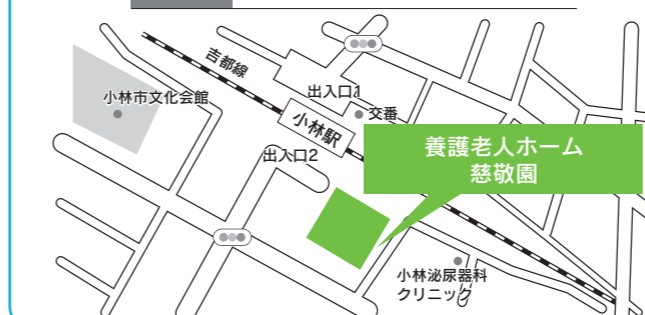 吉都線
出入口1
小林市文化会館
交番
小林駅
養護老人ホーム
慈敬園
出入口2
小林泌尿器科
クリニック